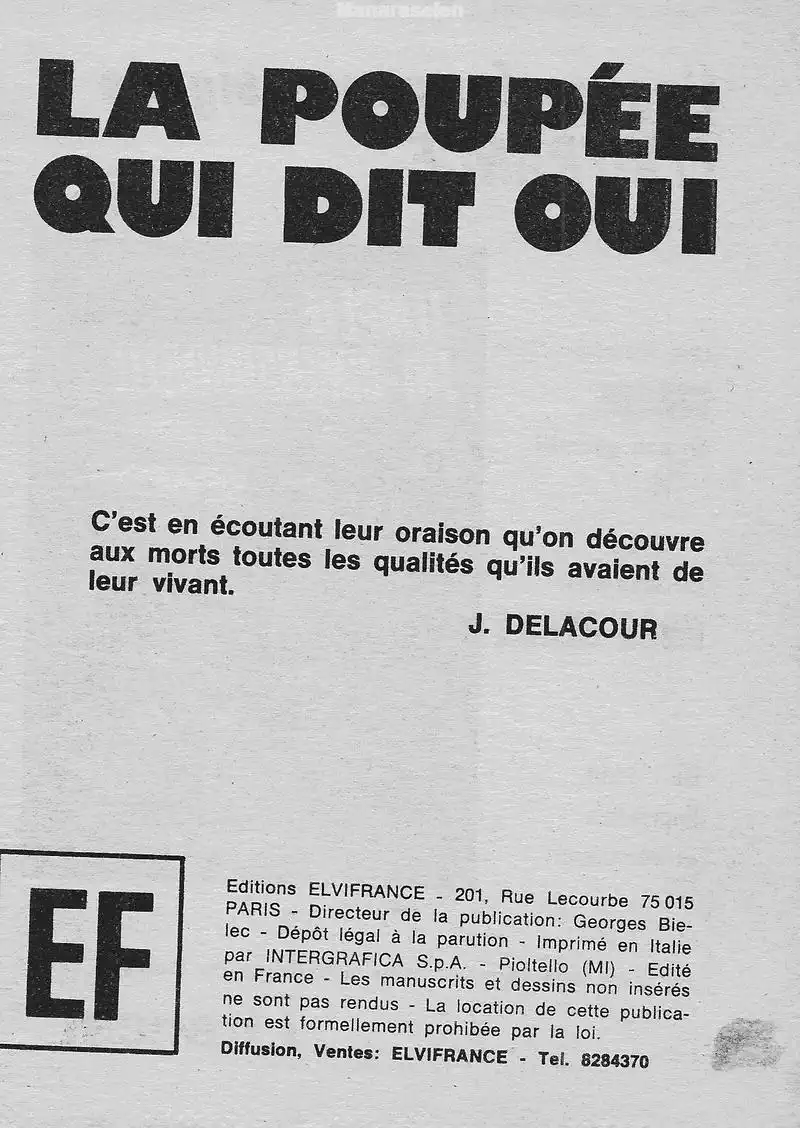 Manarasclan
LA POUPÉE
QUI DIT OUI
C'est en écoutant leur oraison qu'on découvre
aux morts toutes les qualités qu'ils avaient de
leur vivant.
J. DELACOUR
EF
Editions ELVIFRANCE - 201, Rue Lecourbe 75 015
PARIS - Directeur de la publication: Georges Bie-
lec - Dépôt légal à la parution - Imprimé en Italie
par INTERGRAFICA S.p.A. - Pioltello (MI) - Edité
en France - Les manuscrits et dessins non insérés
ne sont pas rendus - La location de cette publica-
tion est formellement prohibée par la loi.
Diffusion, Ventes: ELVIFRANCE - Tel. 8284370